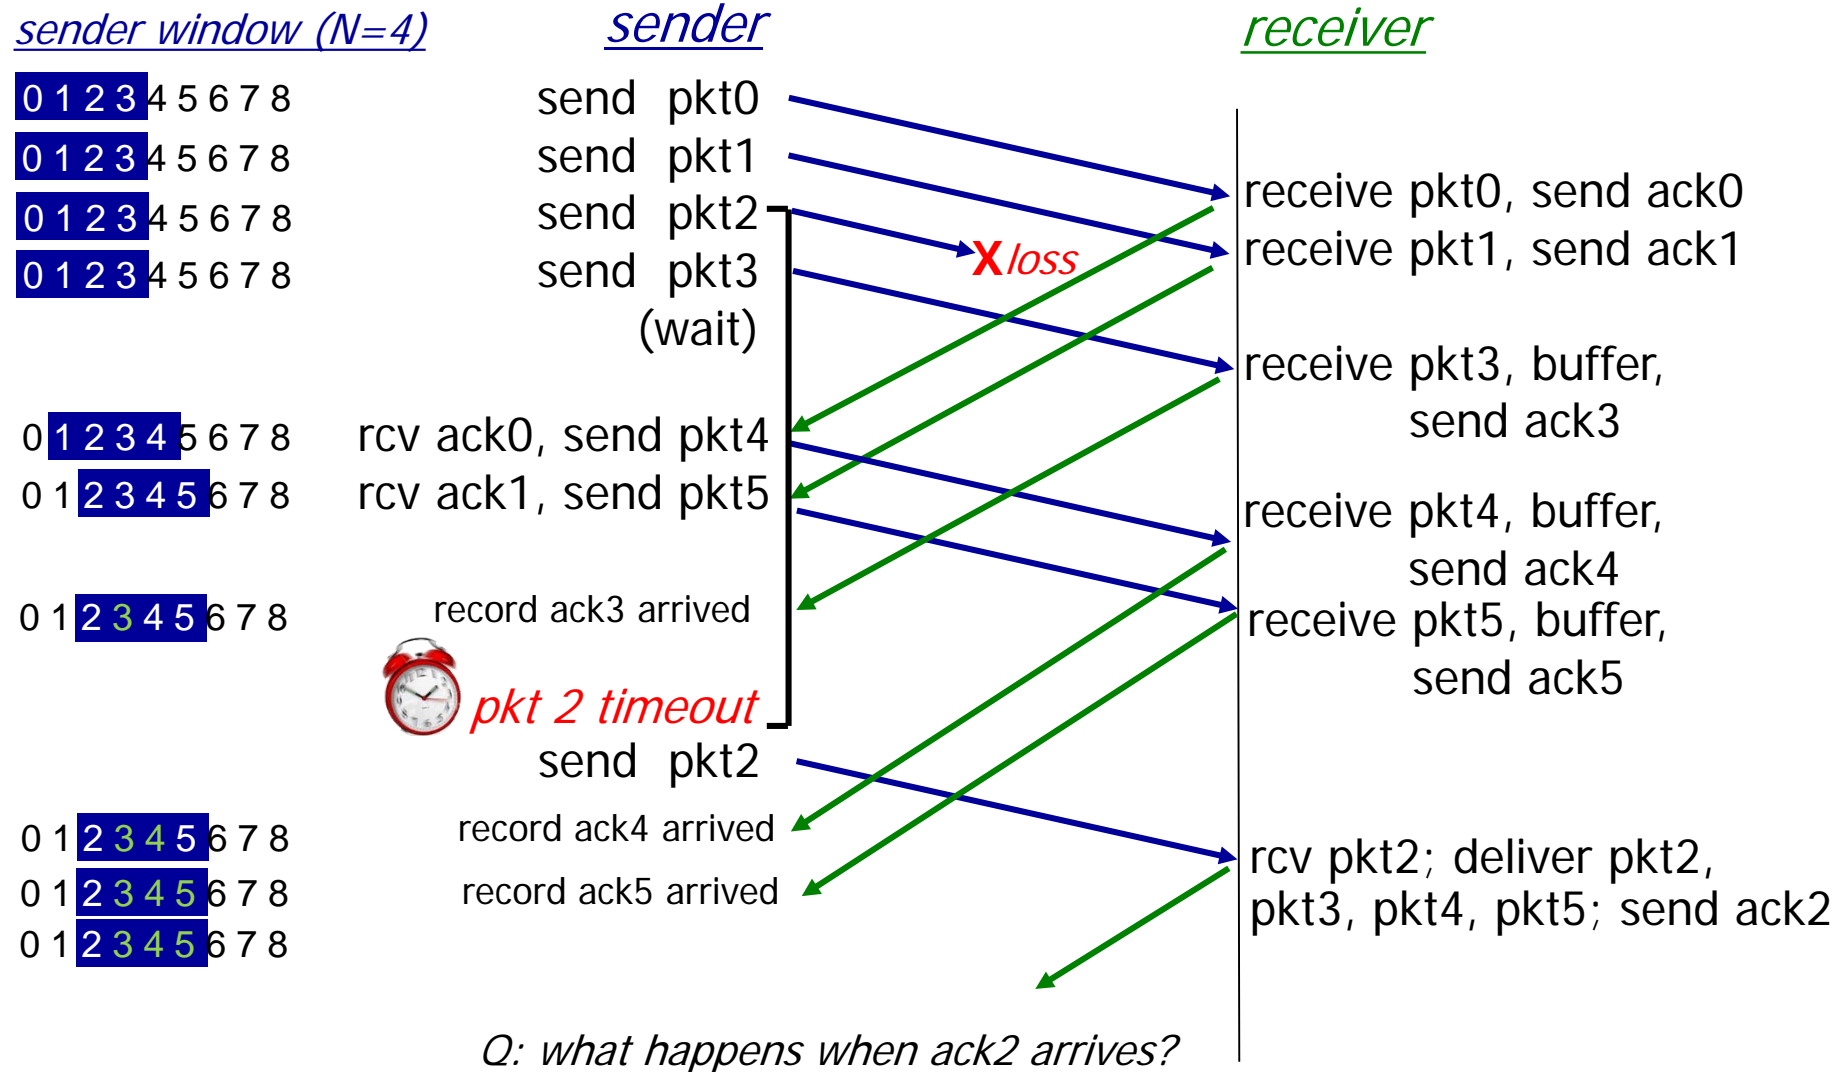 sender window (N=4)
sender
receiver
0 1 2 3 4 5 6 7 8
send pkt0
0 1 2 3 4 5 6 7 8
send pkt1
receive pkt0, send ack0
0 1 2 3 4 5 6 7 8
send pkt2
receive pkt1, send ack1
X loss
0 1 2 3 4 5 6 7 8
send pkt3
(wait)
receive pkt3, buffer,
send ack3
0 1 2 3 4 5 6 7 8
rcv ack0, send pkt4
0 1 2 3 4 5 6 7 8
rcv ack1, send pkt5
receive pkt4, buffer,
send ack4
0 1 2 3 4 5 6 7 8
record ack3 arrived
receive pkt5, buffer,
send ack5
pkt 2 timeout
send pkt2
0 1 2 3 4 5 6 7 8
record ack4 arrived
rcv pkt2; deliver pkt2,
0 1 2 3 4 5 6 7 8
record ack5 arrived
pkt3, pkt4, pkt5; send ack2
0 1 2 3 4 5 6 7 8
Q: what happens when ack2 arrives?